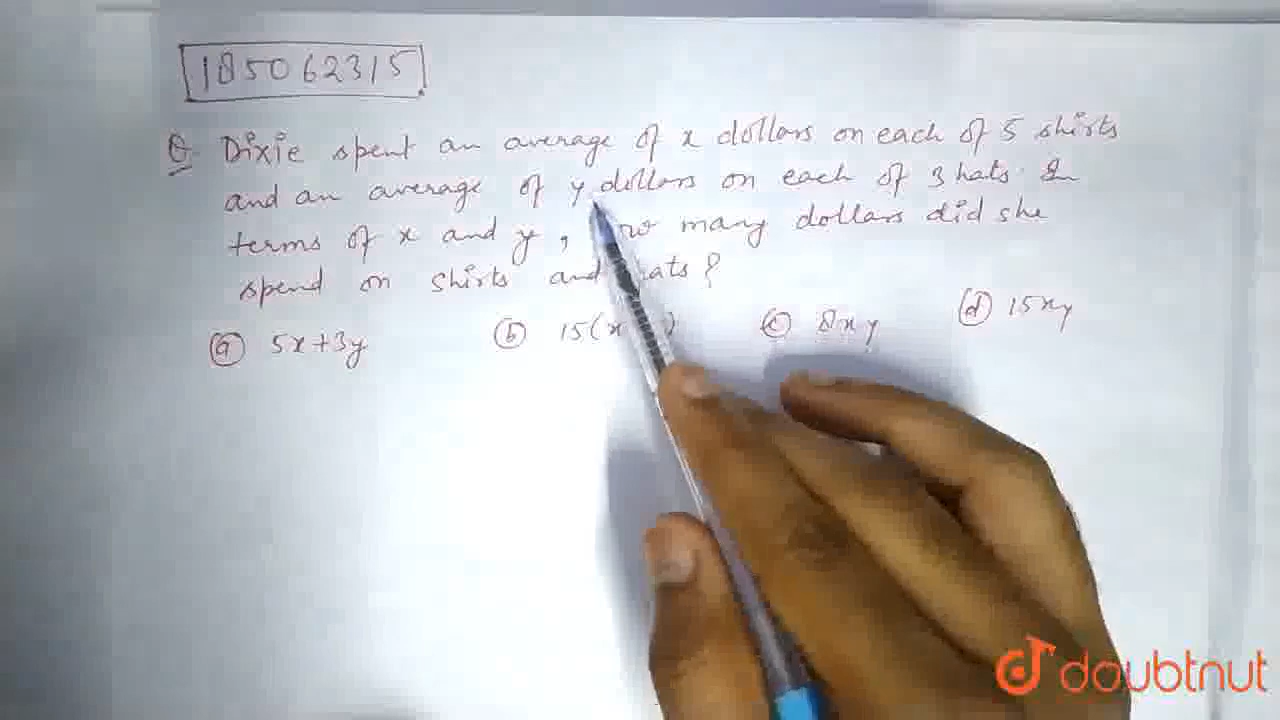 185062315
Q Dixie spent an average of x dollars on each of 5 shirts
and an average of y dollars on each of 3 hats. In
terms of x and y, many dollars did she
spend on shirts and hats?
(a) 5x+3y (b) 15(x ) (c) 8xy (d) 15xy
doubtnut